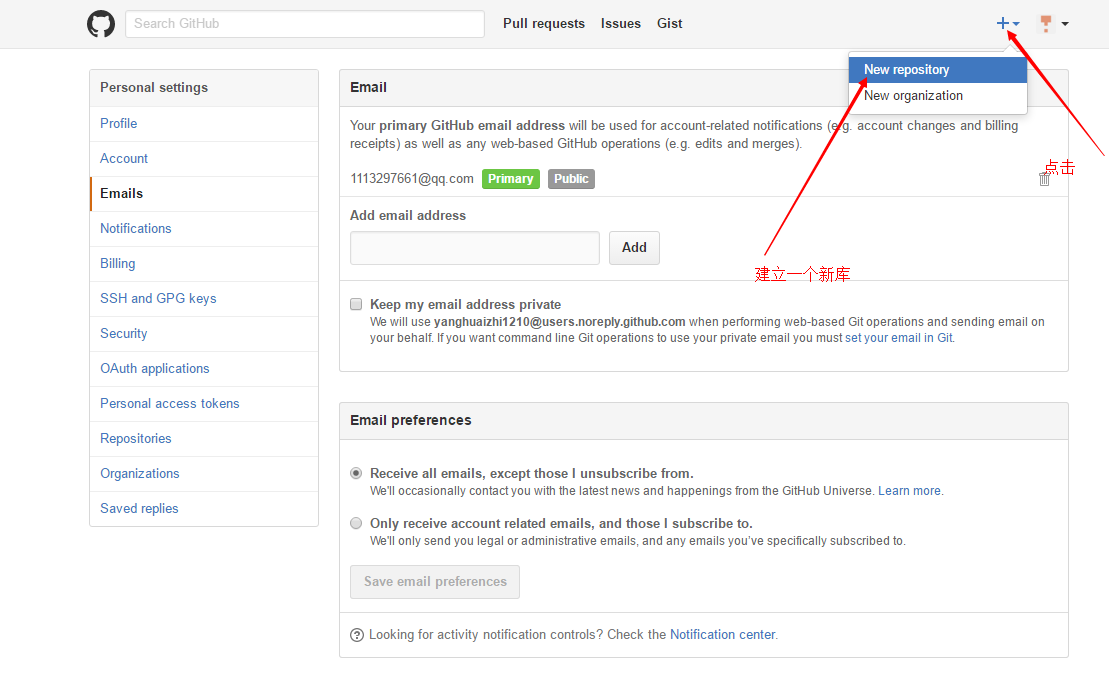 Search GitHub
Pull requests
Issues
Gist
New repository
New organization
点击
建立一个新库
Personal settings
Profile
Account
Emails
Notifications
Billing
SSH and GPG keys
Security
OAuth applications
Personal access tokens
Repositories
Organizations
Saved replies
Email
Your primary GitHub email address will be used for account-related notifications (e.g. account changes and billing
receipts) as well as any web-based GitHub operations (e.g. edits and merges).
1113297661@qq.com Primary Public
Add email address
Add
Keep my email address private
We will use yanghuaizhi1210@users.noreply.github.com when performing web-based Git operations and sending email on
your behalf. If you want command line Git operations to use your private email you must set your email in Git.
Email preferences
Receive all emails, except those I unsubscribe from.
We'll occasionally contact you with the latest news and happenings from the GitHub Universe. Learn more.
Only receive account related emails, and those I subscribe to.
We'll only send you legal or administrative emails, and any emails you've specifically subscribed to.
Save email preferences
Looking for activity notification controls? Check the Notification center.